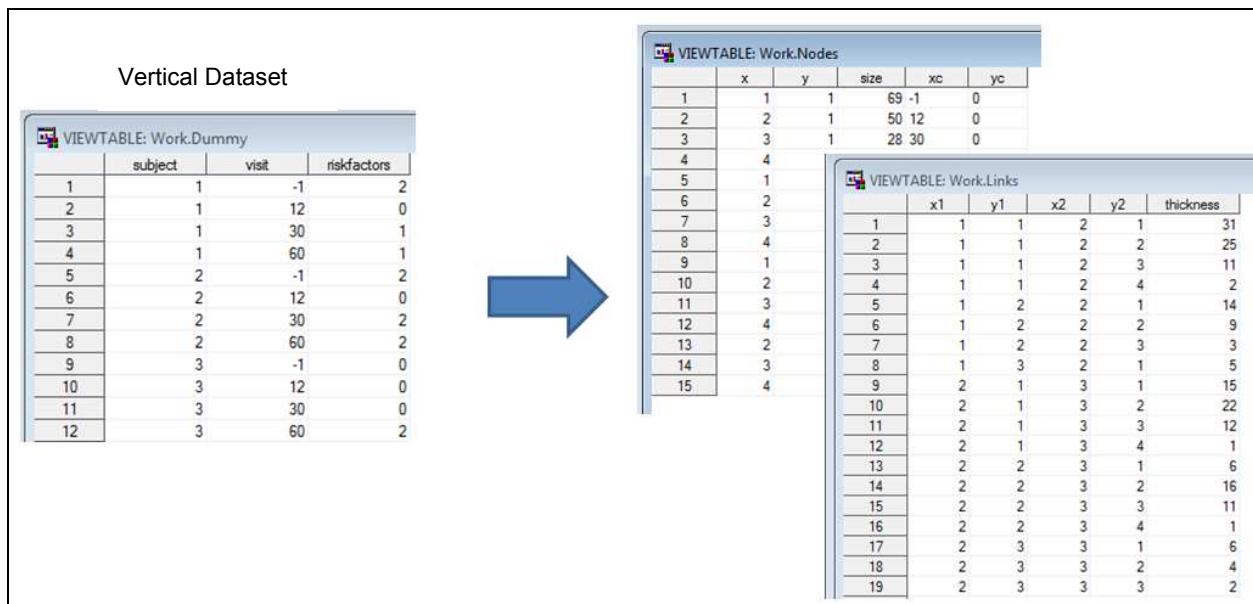 Vertical Dataset
VIEWTABLE: Work.Dummy
subject visit riskfactors
1 1 -1 2
2 1 12 0
3 1 30 1
4 1 60 1
5 2 -1 2
6 2 12 0
7 2 30 2
8 2 60 2
9 3 -1 0
10 3 12 0
11 3 30 0
12 3 60 2
VIEWTABLE: Work.Nodes
x y size xc yc
1 1 1 69 -1 0
2 2 1 50 12 0
3 3 1 28 30 0
4 4
5 1
6 2
7 3
8 4
9 1
10 2
11 3
12 4
13 2
14 3
15 4
VIEWTABLE: Work.Links
x1 y1 x2 y2 thickness
1 1 1 2 1 31
2 1 1 2 2 25
3 1 1 2 3 11
4 1 1 2 4 2
5 1 2 2 1 14
6 1 2 2 2 9
7 1 2 2 3 3
8 1 3 2 1 5
9 2 1 3 1 15
10 2 1 3 2 22
11 2 1 3 3 12
12 2 1 3 4 1
13 2 2 3 1 6
14 2 2 3 2 16
15 2 2 3 3 11
16 2 2 3 4 1
17 2 3 3 1 6
18 2 3 3 2 4
19 2 3 3 3 2